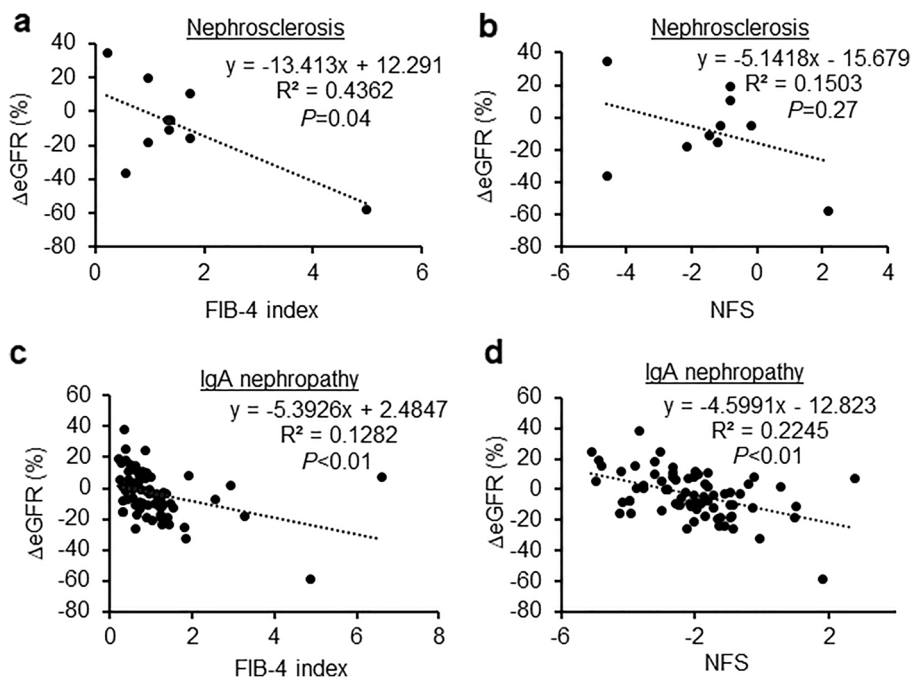 a
Nephrosclerosis
y = -13.413x + 12.291
R² = 0.4362
P=0.04
ΔeGFR (%)
40
20
0
-20
-40
-60
-80
0 2 4 6
FIB-4 index
b
Nephrosclerosis
y = -5.1418x - 15.679
R² = 0.1503
P=0.27
ΔeGFR (%)
40
20
0
-20
-40
-60
-80
-6 -4 -2 0 2 4
NFS
c
IgA nephropathy
y = -5.3926x + 2.4847
R² = 0.1282
P<0.01
ΔeGFR (%)
60
40
20
0
-20
-40
-60
-80
0 2 4 6 8
FIB-4 index
d
IgA nephropathy
y = -4.5991x - 12.823
R² = 0.2245
P<0.01
ΔeGFR (%)
60
40
20
0
-20
-40
-60
-80
-6 -2 2
NFS